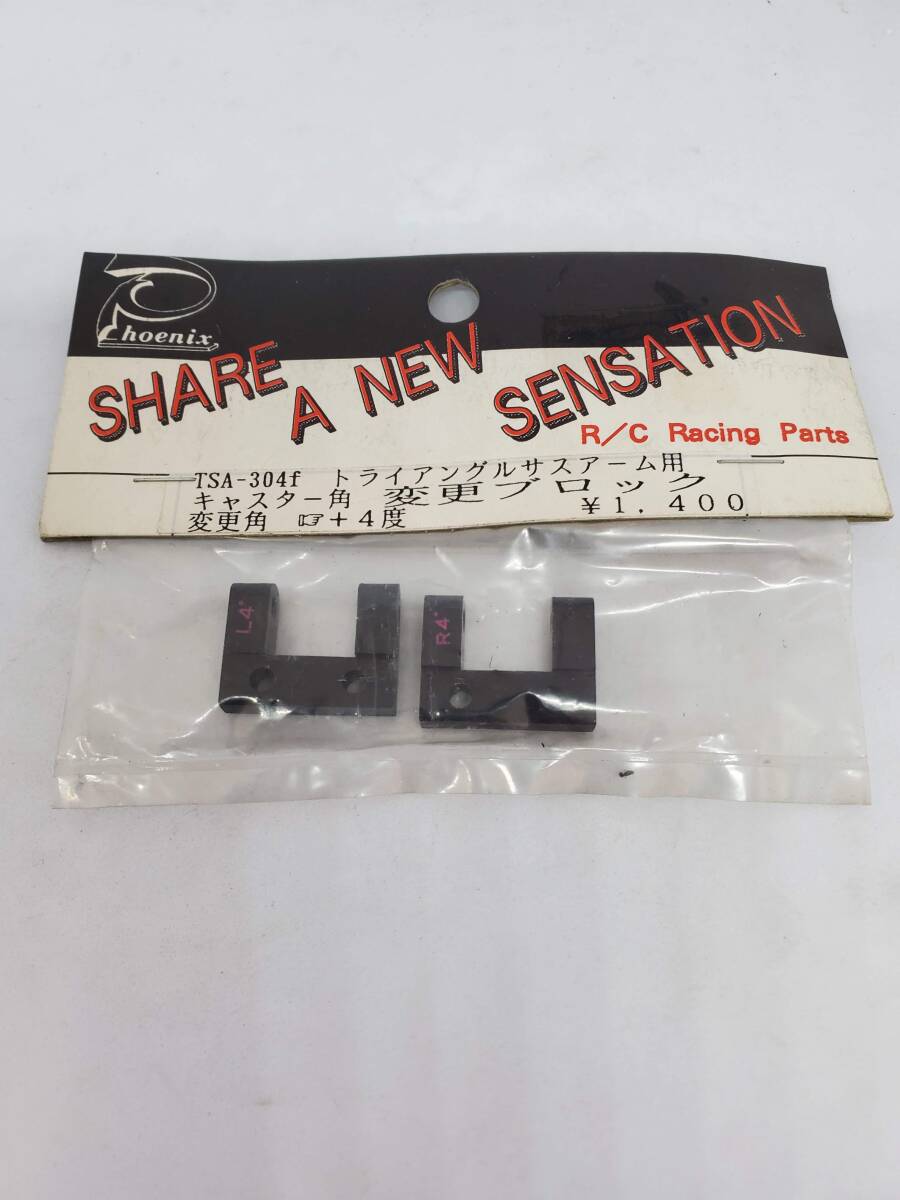 Phoenix
SHARE A NEW SENSATION
R/C Racing Parts
TSA-304f トライアングルサスアーム用
キャスター角 変更ブロック
変更角 ☞+4度 ¥1,400
L4°
R4°